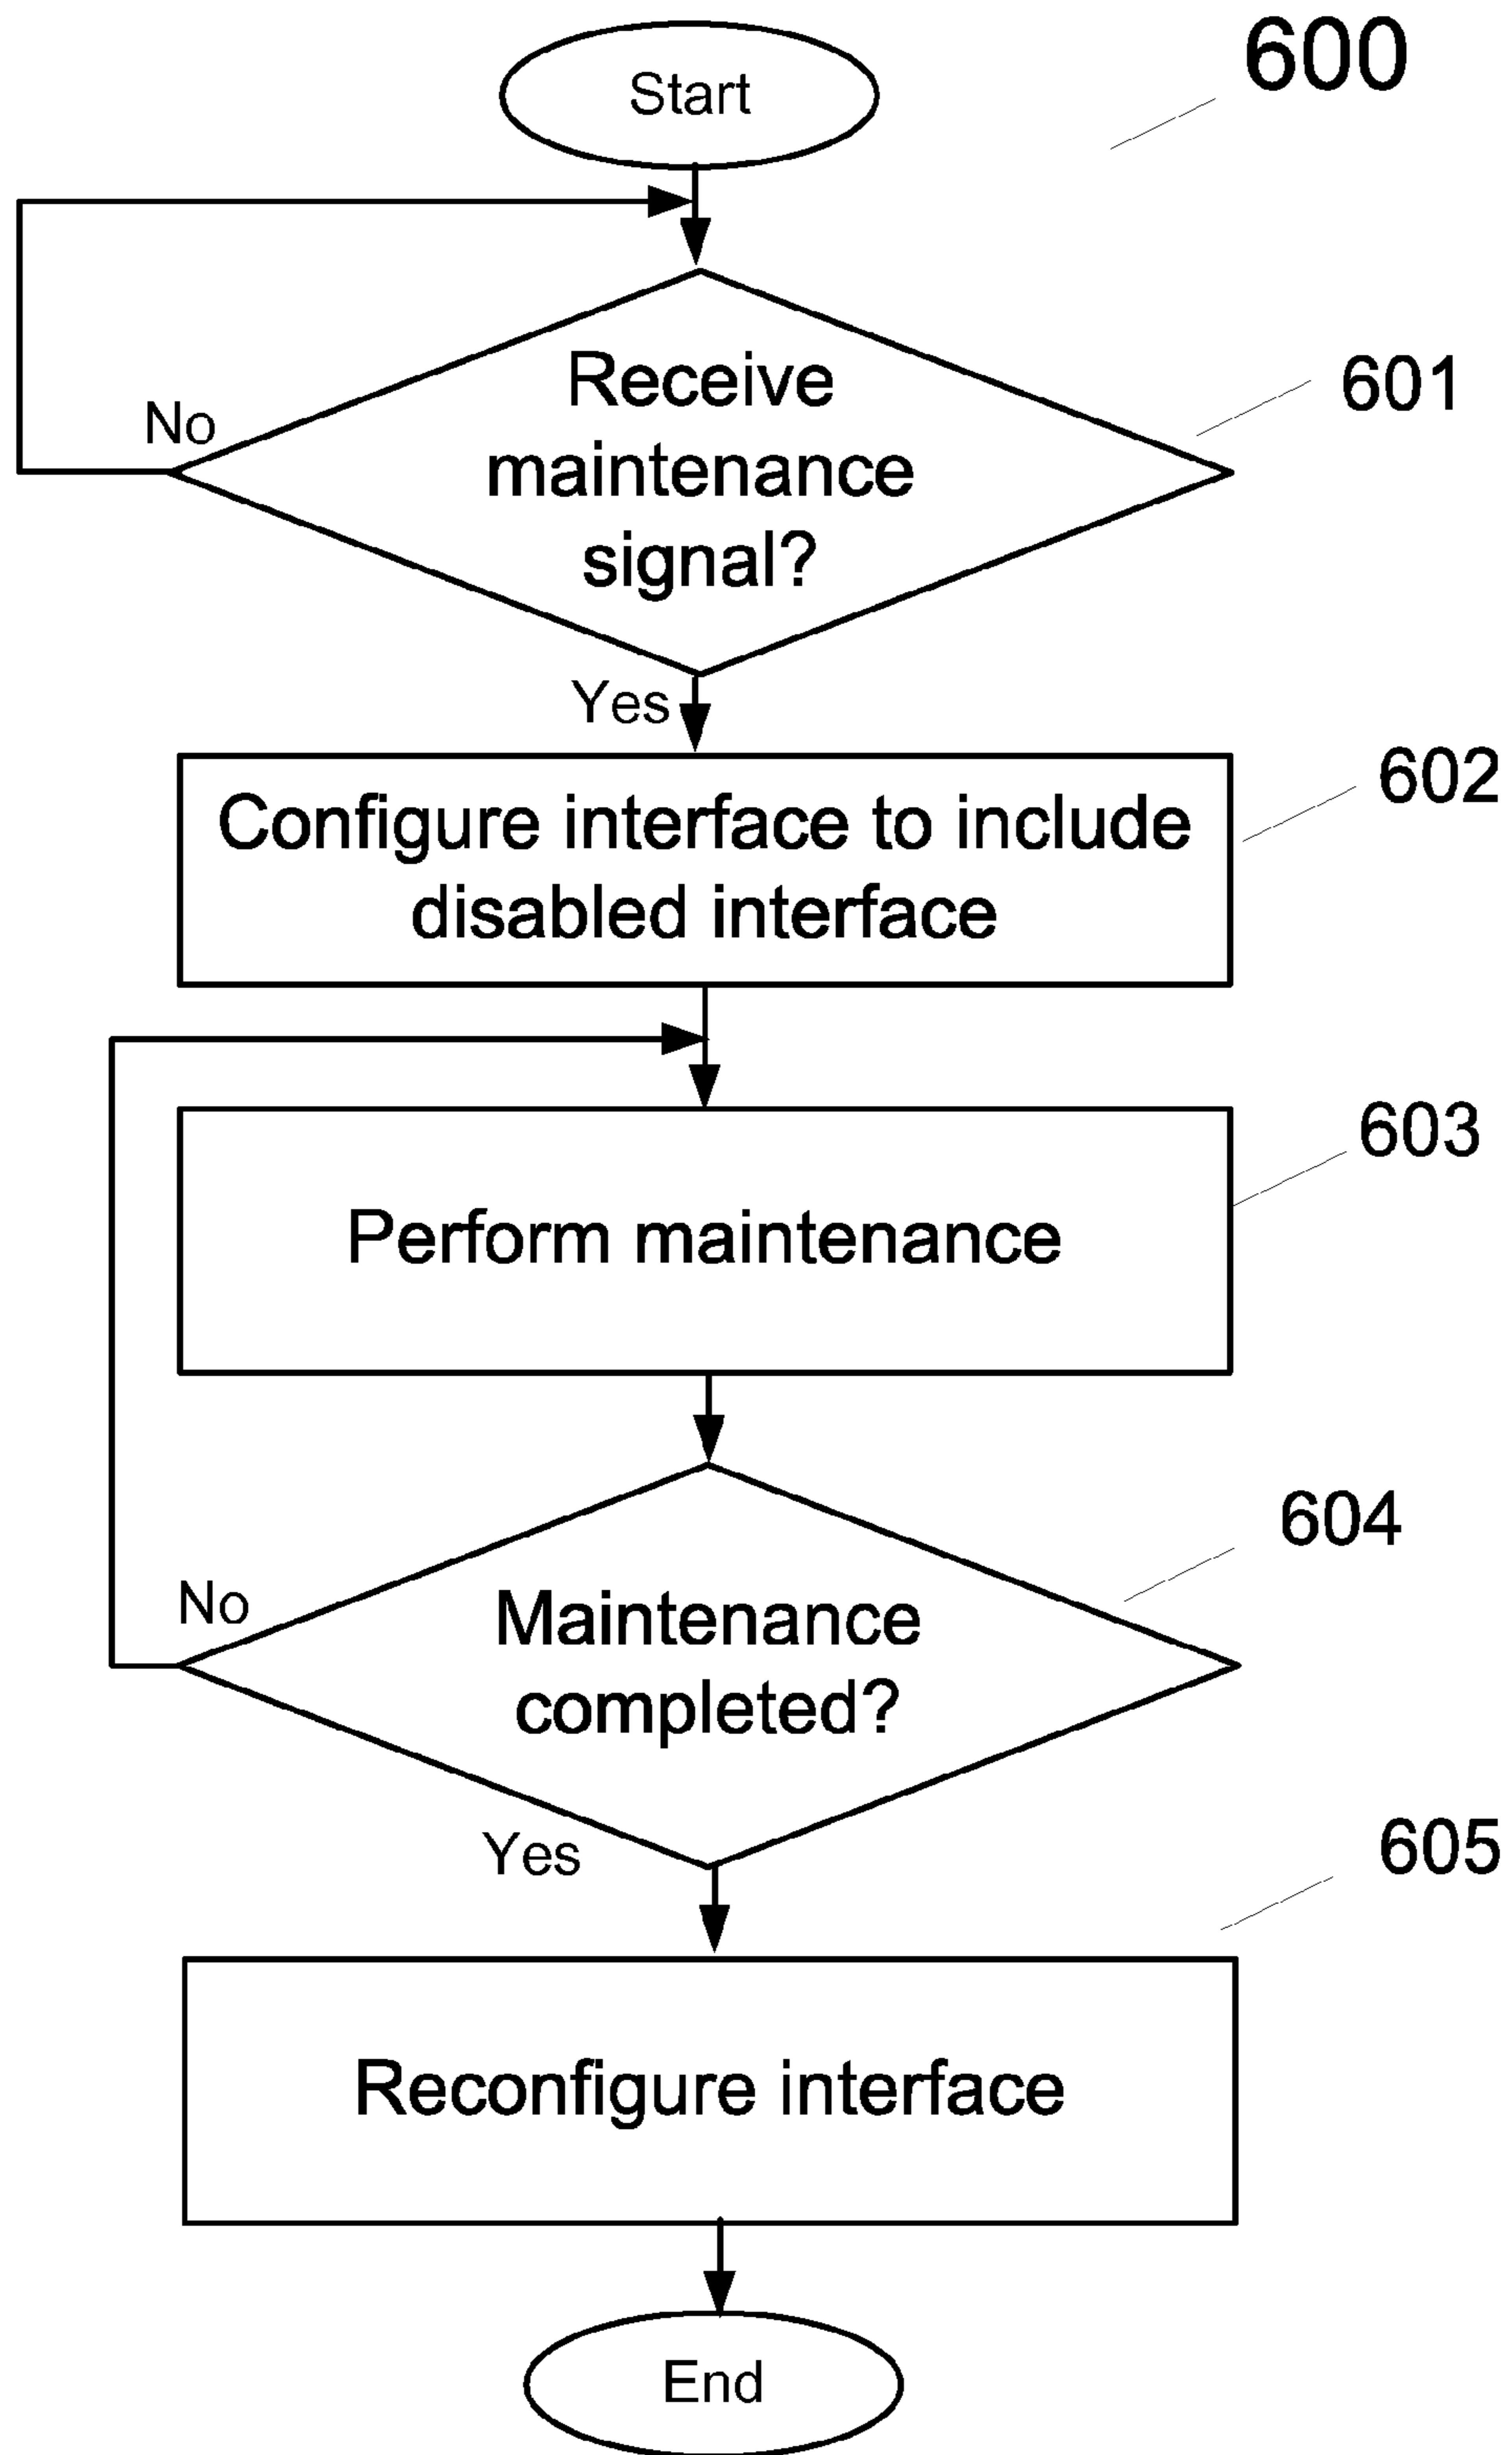 600
Start
601
Receive
maintenance
signal?
No
Yes
602
Configure interface to include
disabled interface
603
Perform maintenance
604
Maintenance
completed?
No
Yes
605
Reconfigure interface
End